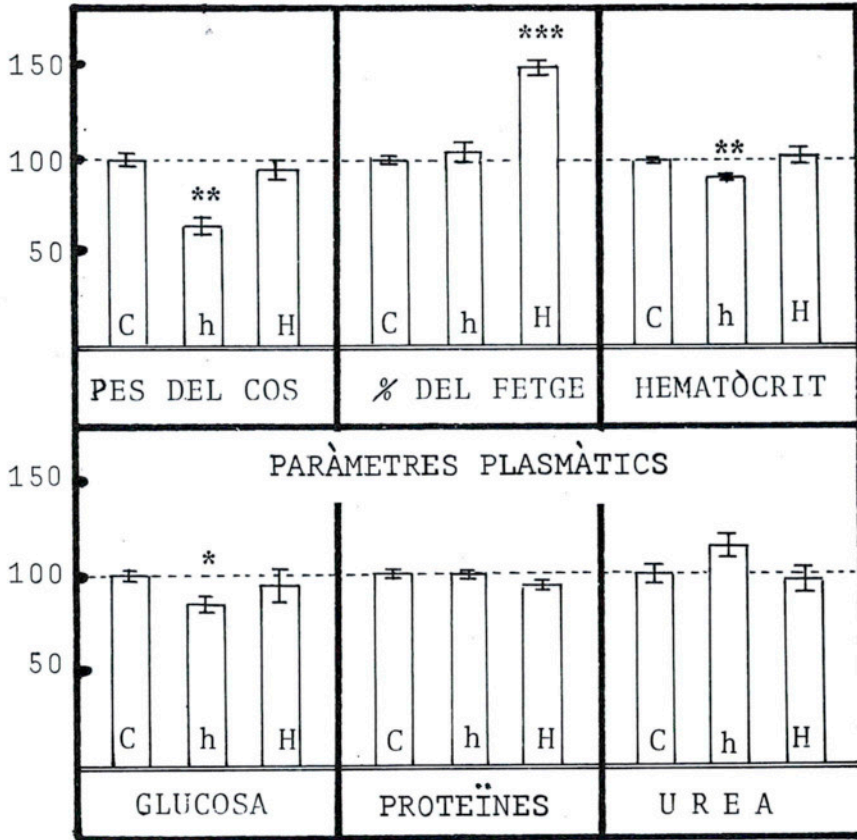 ***
150
100
**
**
50
C h H C h H C h H
PES DEL COS % DEL FETGE HEMATÒCRIT
PARÀMETRES PLASMÀTICS
150
*
100
50
C h H C h H C h H
GLUCOSA PROTEÏNES UREA